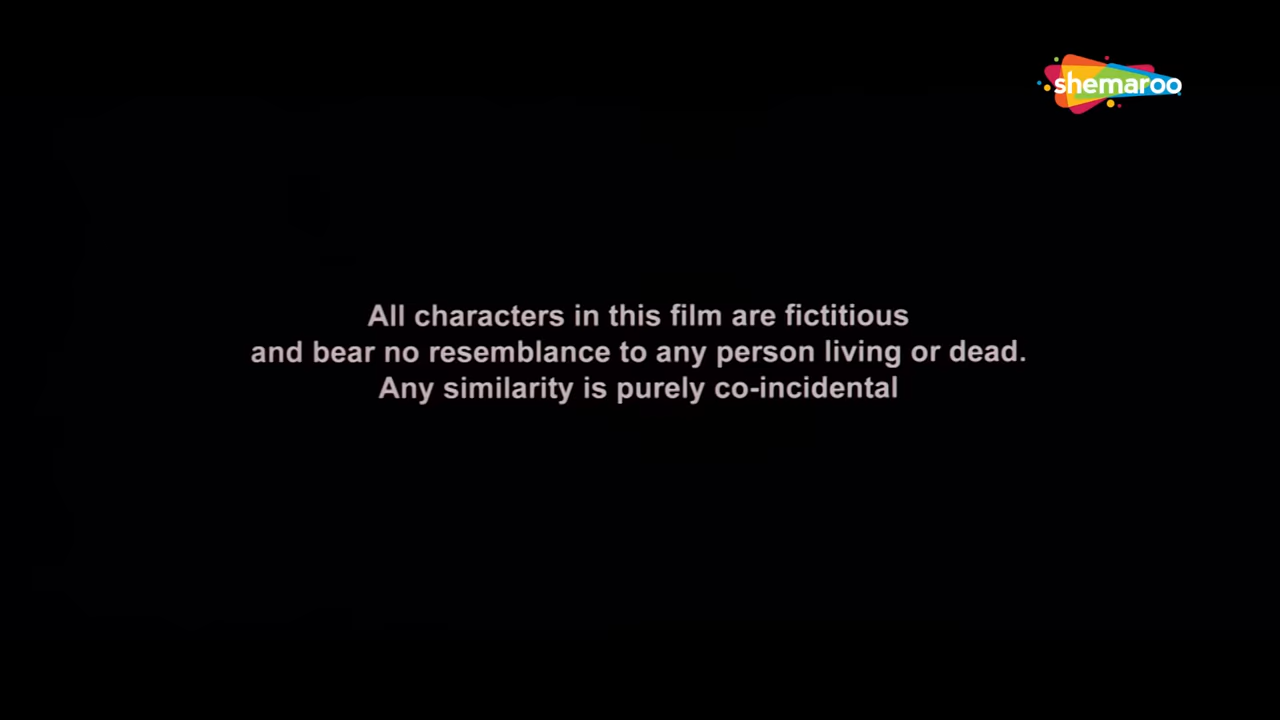 shemaroo
All characters in this film are fictitious
and bear no resemblance to any person living or dead.
Any similarity is purely co-incidental